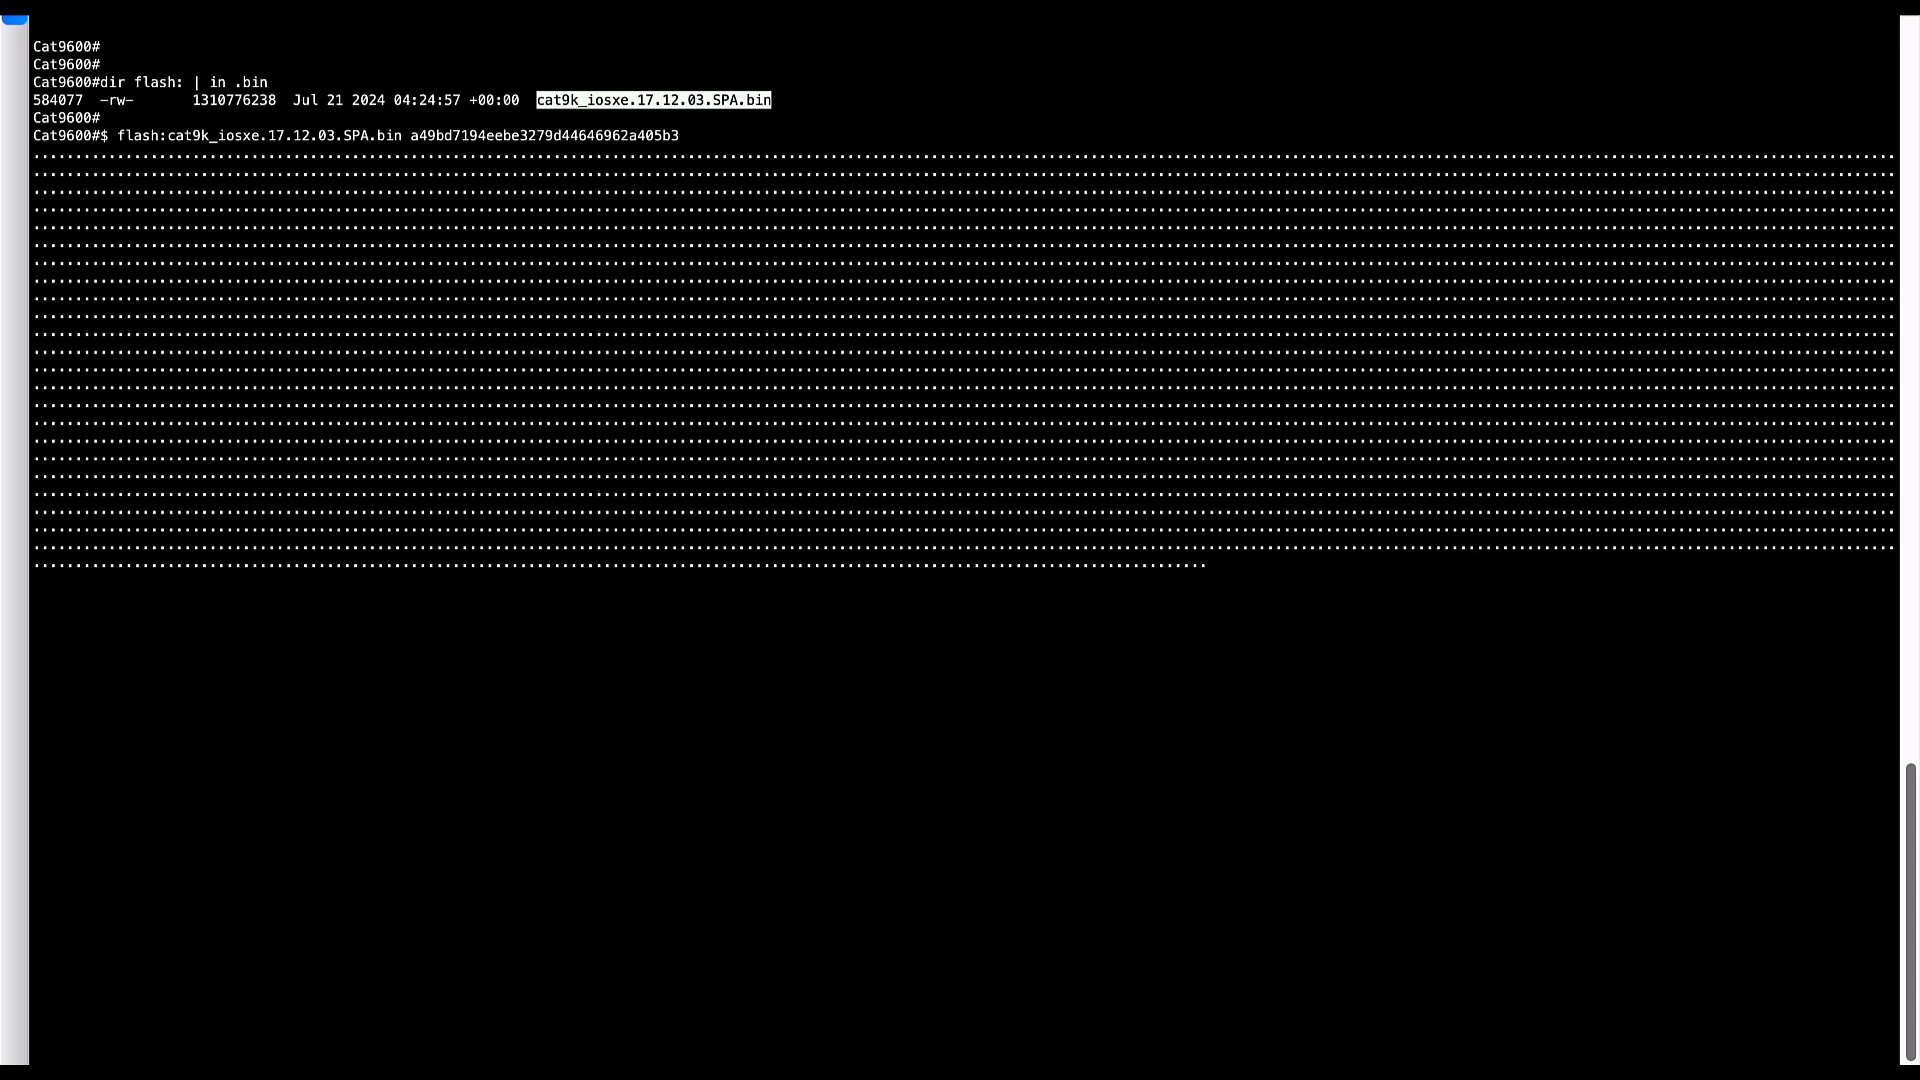 Cat9600#
Cat9600#
Cat9600#dir flash: | in .bin
584077  -rw-       1310776238  Jul 21 2024 04:24:57 +00:00  cat9k_iosxe.17.12.03.SPA.bin
Cat9600#
Cat9600#$ flash:cat9k_iosxe.17.12.03.SPA.bin a49bd7194eebe3279d44646962a405b3